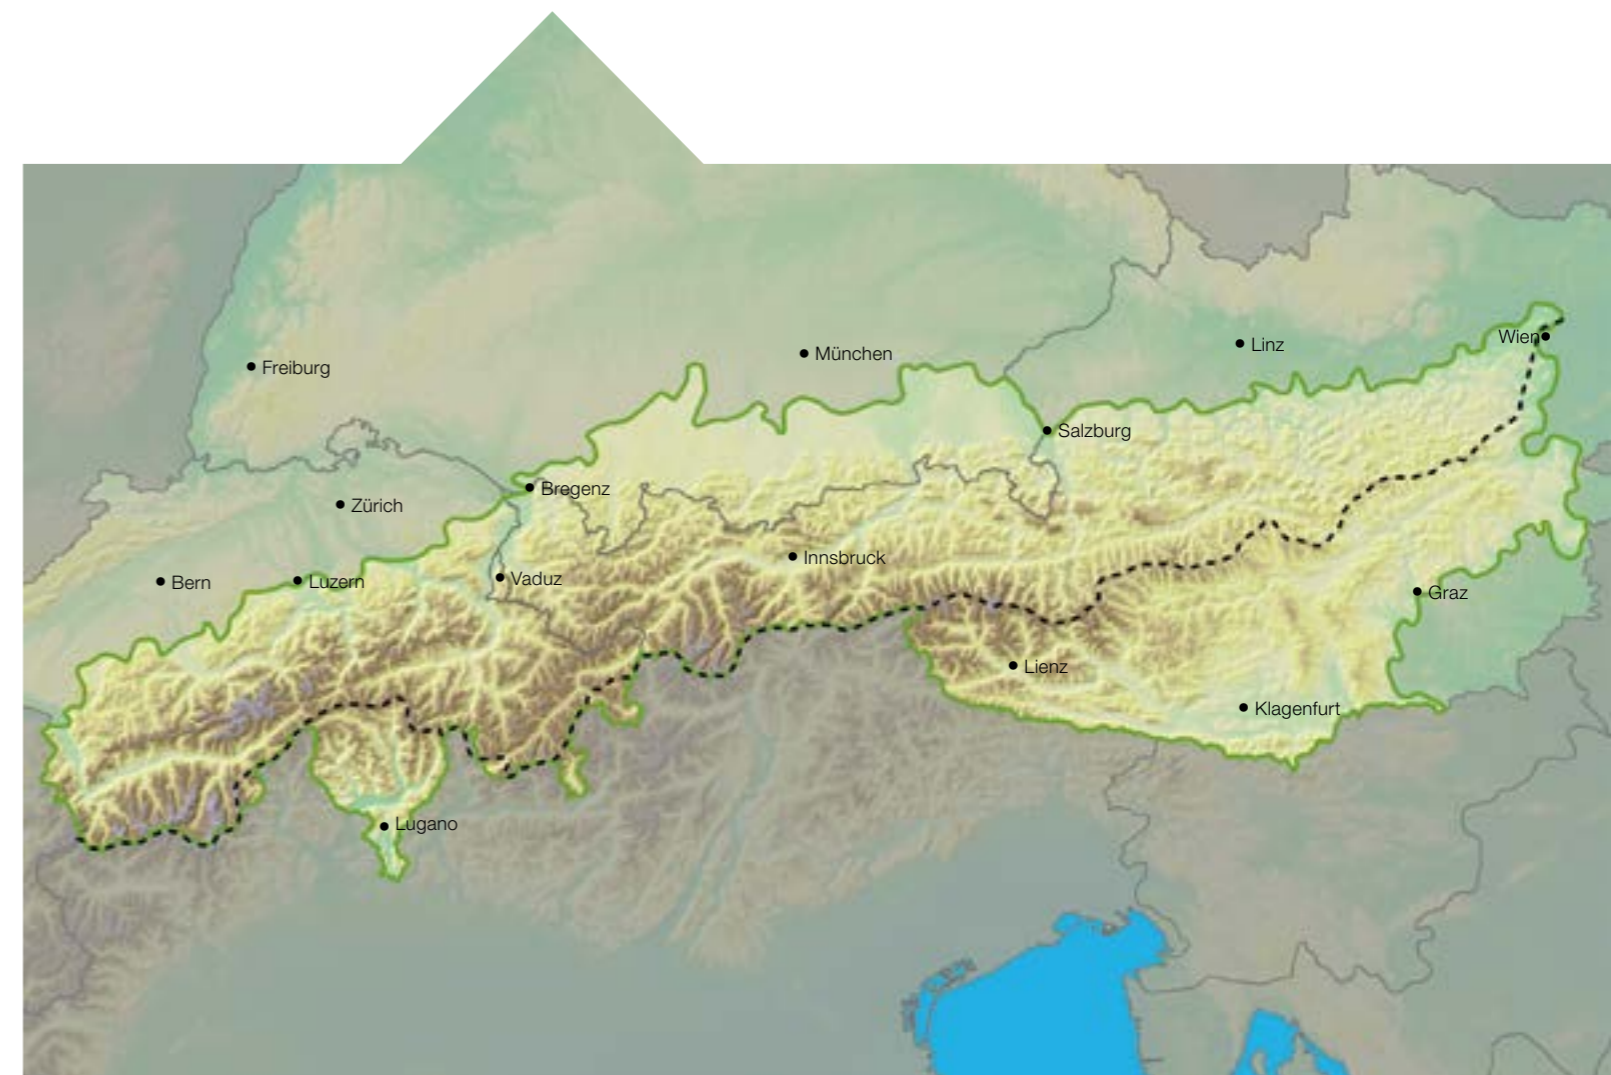 Wien
Linz
München
Freiburg
Salzburg
Bregenz
Zürich
Innsbruck
Vaduz
Bern
Luzern
Graz
Lienz
Klagenfurt
Lugano